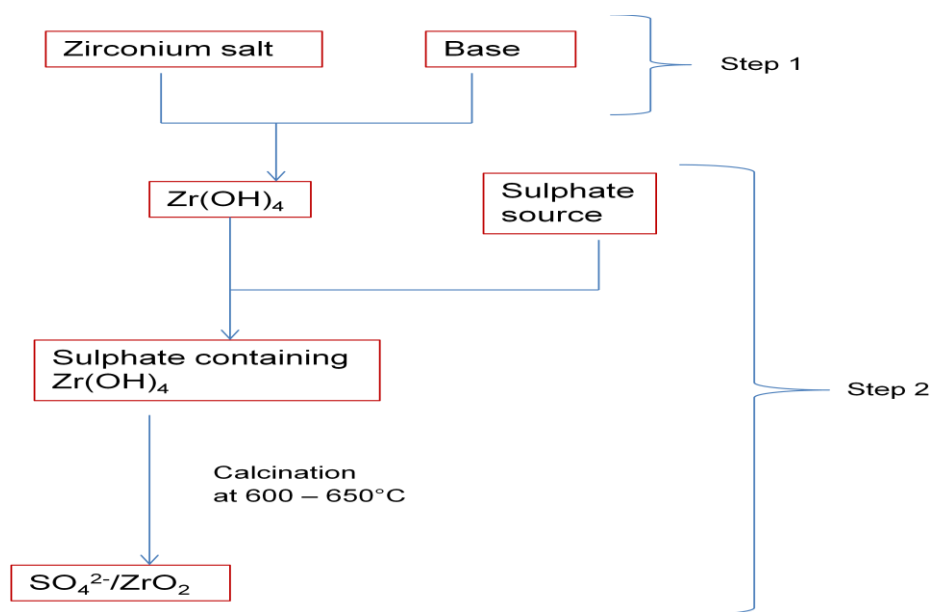 Zirconium salt
Base
Step 1
Zr(OH)₄
Sulphate
source
Sulphate containing
Zr(OH)₄
Step 2
Calcination
at 600 – 650°C
SO₄²⁻/ZrO₂